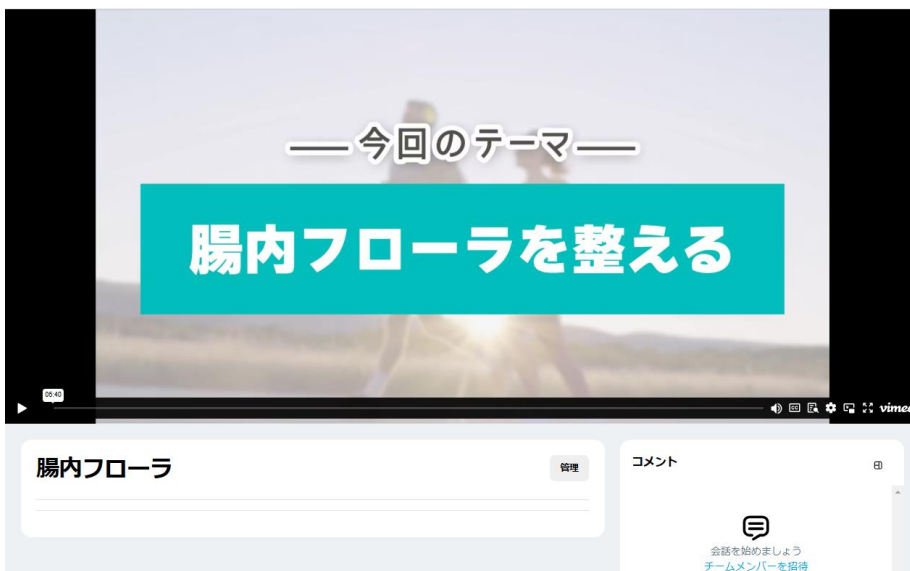 今回のテーマ
腸内フローラを整える
05:40
CC
腸内フローラ
管理
コメント
会話を始めましょう
チームメンバーを招待